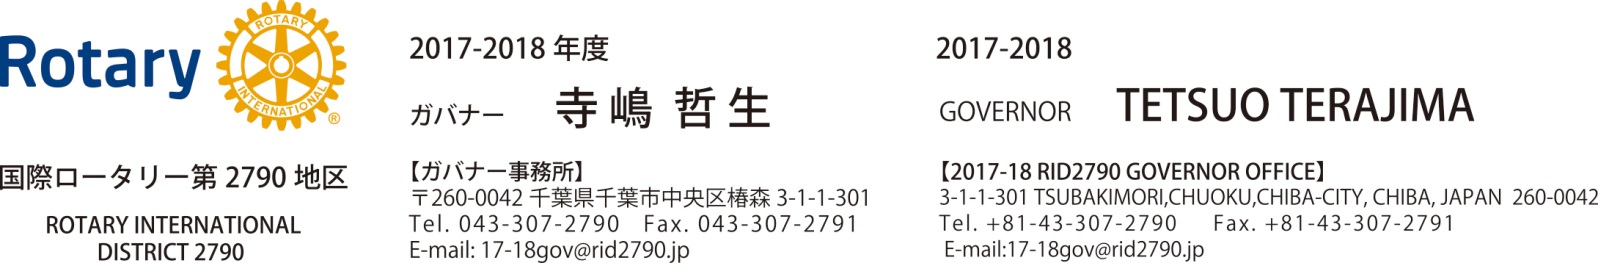 Rotary
ROTARY
INTERNATIONAL
®
国際ロータリー第 2790 地区
ROTARY INTERNATIONAL
DISTRICT 2790
2017-2018 年度
ガバナー 寺嶋 哲生
【ガバナー事務所】
〒260-0042 千葉県千葉市中央区椿森 3-1-1-301
Tel. 043-307-2790 Fax. 043-307-2791
E-mail: 17-18gov@rid2790.jp
2017-2018
GOVERNOR TETSUO TERAJIMA
【2017-18 RID2790 GOVERNOR OFFICE】
3-1-1-301 TSUBAKIMORI,CHUOKU,CHIBA-CITY, CHIBA, JAPAN 260-0042
Tel. +81-43-307-2790 Fax. +81-43-307-2791
E-mail:17-18gov@rid2790.jp